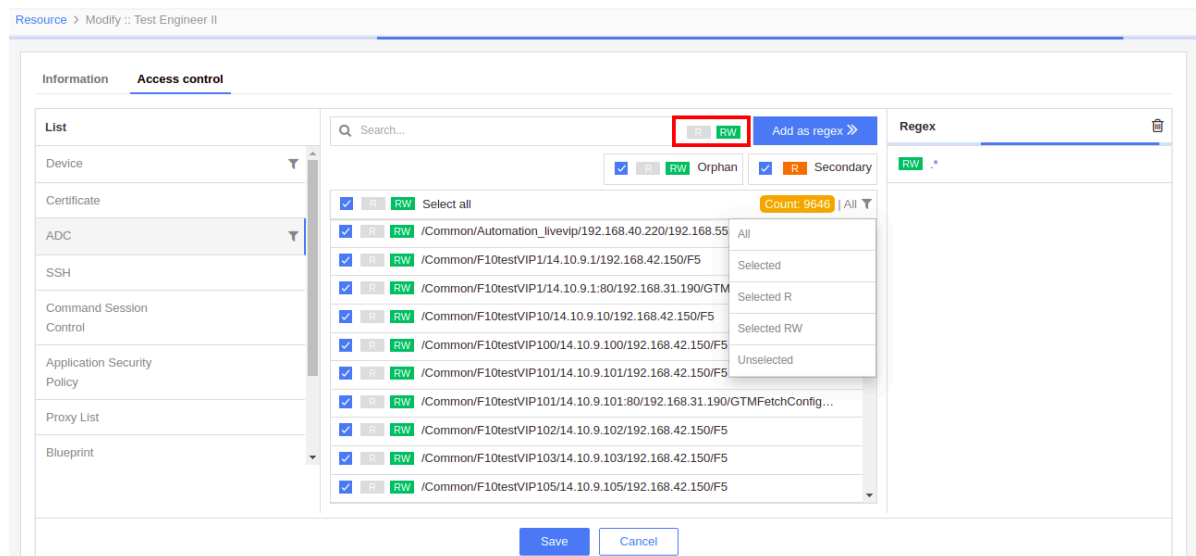 Resource > Modify :: Test Engineer II
Information Access control
List
Device
Certificate
ADC
SSH
Command Session
Control
Application Security
Policy
Proxy List
Blueprint
Search... R RW Add as regex
R RW Orphan R Secondary
R RW Select all Count: 9646 | All
R RW /Common/Automation_livevip/192.168.40.220/192.168.55
R RW /Common/F10testVIP1/14.10.9.1/192.168.42.150/F5
R RW /Common/F10testVIP1/14.10.9.1:80/192.168.31.190/GTM
R RW /Common/F10testVIP10/14.10.9.10/192.168.42.150/F5
R RW /Common/F10testVIP100/14.10.9.100/192.168.42.150/F5
R RW /Common/F10testVIP101/14.10.9.101/192.168.42.150/F5
R RW /Common/F10testVIP101/14.10.9.101:80/192.168.31.190/GTMFetchConfig...
R RW /Common/F10testVIP102/14.10.9.102/192.168.42.150/F5
R RW /Common/F10testVIP103/14.10.9.103/192.168.42.150/F5
R RW /Common/F10testVIP105/14.10.9.105/192.168.42.150/F5
All
Selected
Selected R
Selected RW
Unselected
Regex
RW .*
Save Cancel